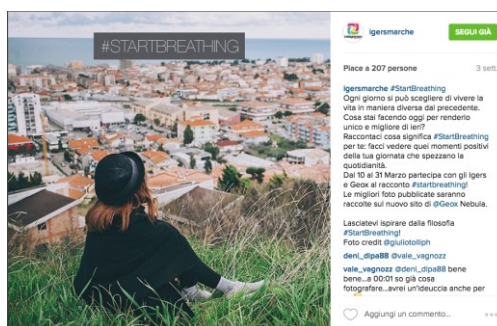 #STARTBREATHING
igersmarche
SEGUI GIÀ
Piace a 207 persone
3 sett.
igersmarche #StartBreathing
Ogni giorno si può scegliere di vivere la
vita in maniera diversa dal precedente.
Cosa stai facendo oggi per renderlo
unico e migliore di ieri?
Raccontaci cosa significa #StartBreathing
per te: facci vedere quei momenti positivi
della tua giornata che spezzano la
quotidianità.
Dal 10 al 31 Marzo partecipa con gli Igers
e Geox al racconto #startbreathing!
Le migliori foto pubblicate saranno
raccolte sul nuovo sito di @Geox Nebula.
Lasciatevi ispirare dalla filosofia
#StartBreathing!
Foto credit @giuliotolliph
deni_dipa88 @vale_vagnozz
vale_vagnozz @deni_dipa88 bene
bene...a 00:01 so già cosa
fotografare...avrei un'ideuccia anche per
Aggiungi un commento...